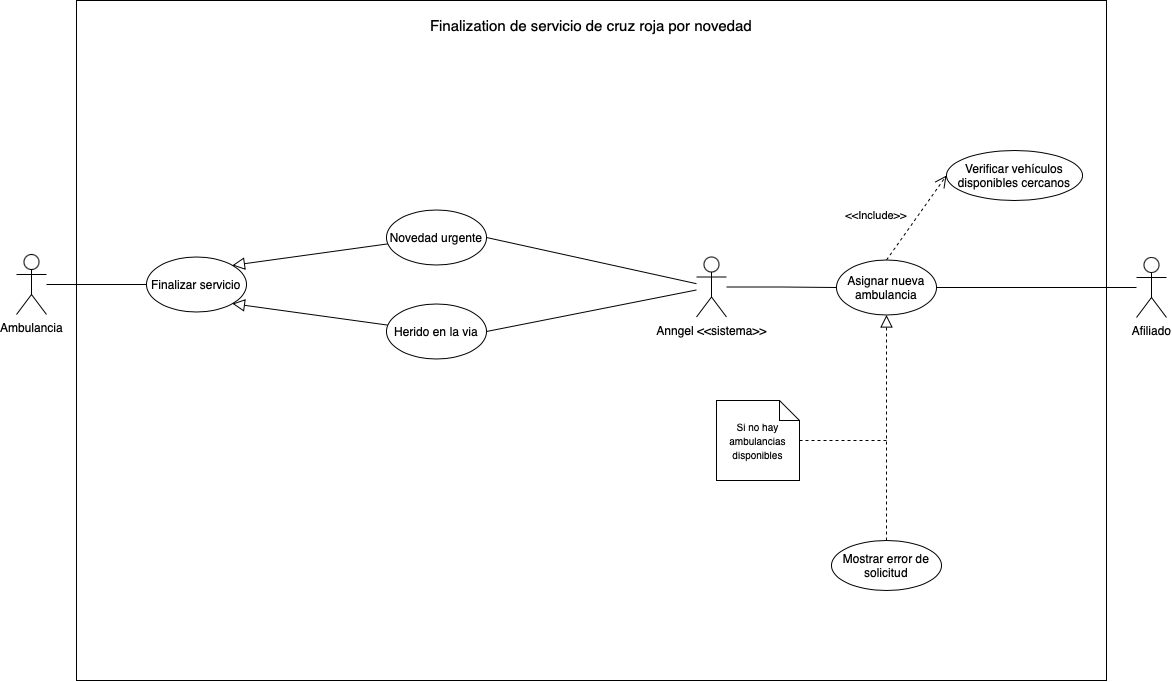 Finalization de servicio de cruz roja por novedad
Verificar vehículos
disponibles cercanos
<<Include>>
Novedad urgente
Finalizar servicio
Asignar nueva
ambulancia
Ambulancia
Herido en la via
Anngel <<sistema>>
Afiliado
Si no hay
ambulancias
disponibles
Mostrar error de
solicitud